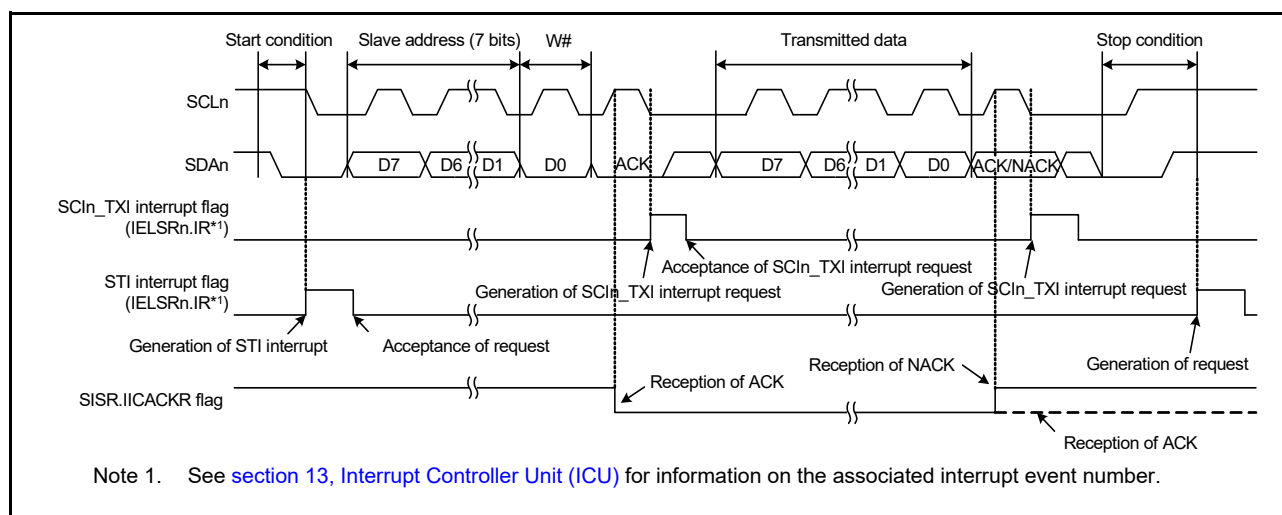 Start condition Slave address (7 bits) W# Transmitted data Stop condition
SCLn
SDAn D7 D6 D1 D0 ACK D7 D6 D1 D0 ACK/NACK
SCIn_TXI interrupt flag
(IELSRn.IR*1)
Acceptance of SCIn_TXI interrupt request
STI interrupt flag
(IELSRn.IR*1)
Generation of SCIn_TXI interrupt request Generation of SCIn_TXI interrupt request
Generation of STI interrupt Acceptance of request Generation of request
Reception of ACK Reception of NACK
SISR.IICACKR flag
Reception of ACK
Note 1. See section 13, Interrupt Controller Unit (ICU) for information on the associated interrupt event number.